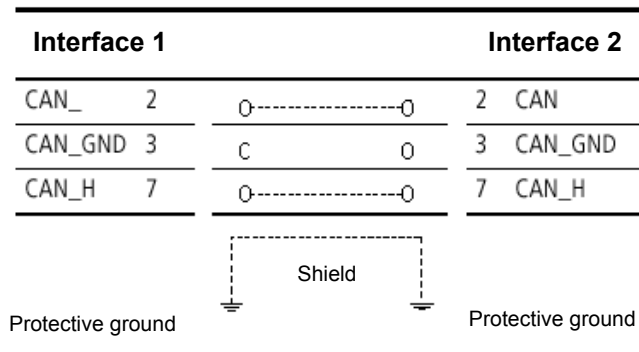 Interface 1 Interface 2
CAN_ 2 2 CAN
CAN_GND 3 3 CAN_GND
CAN_H 7 7 CAN_H
Shield
Protective ground Protective ground